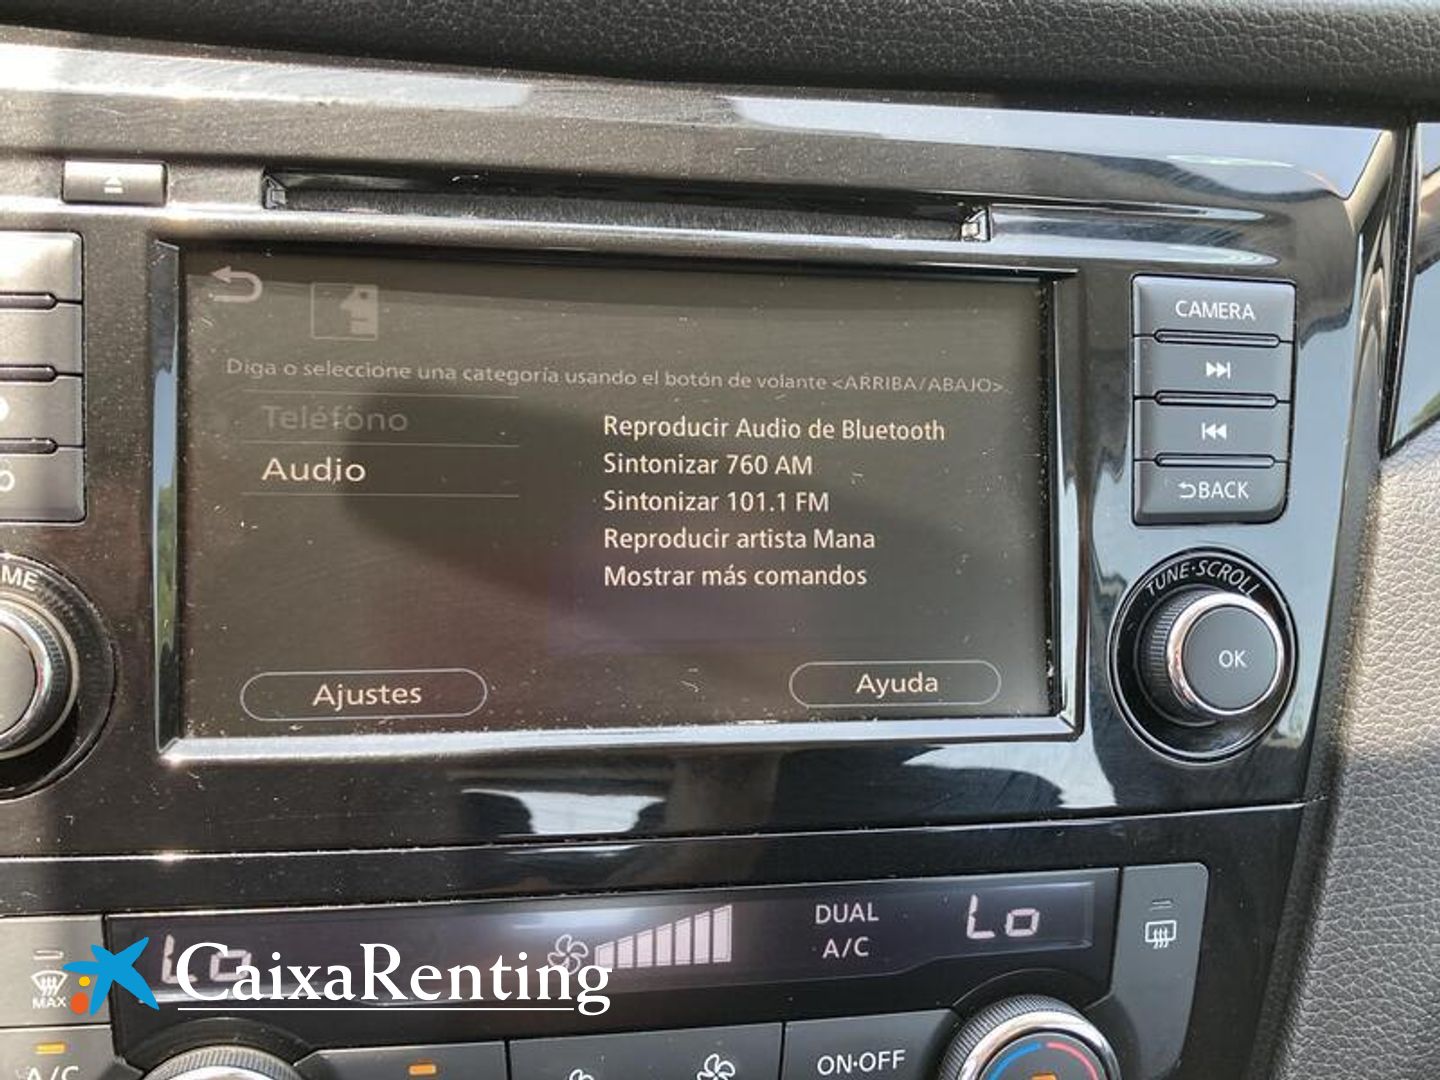 CAMERA
BACK
TUNE·SCROLL
OK
Diga o seleccione una categoría usando el botón de volante <ARRIBA/ABAJO>
Teléfono
Audio
Reproducir Audio de Bluetooth
Sintonizar 760 AM
Sintonizar 101.1 FM
Reproducir artista Mana
Mostrar más comandos
Ajustes
Ayuda
DUAL
A/C
Lo
Lo
MAX
CaixaRenting
A/C
ON·OFF